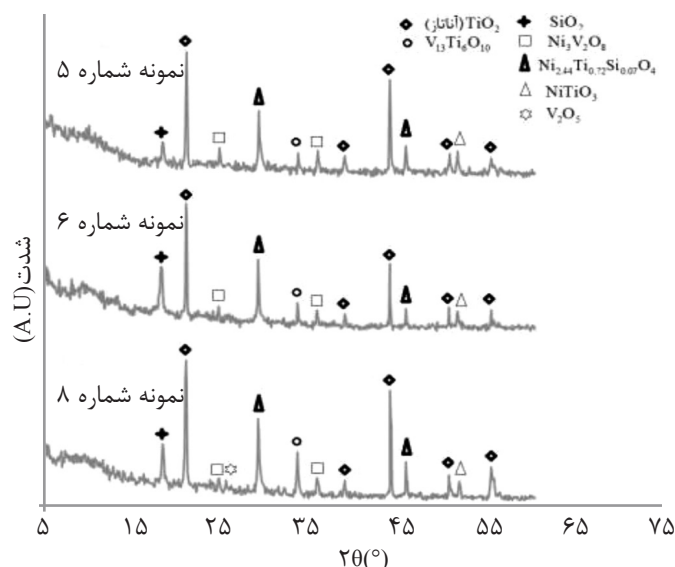 (آناتاز) TiO2
V13Ti6O10
SiO2
Ni3V2O8
Ni2.44Ti0.72Si0.07O4
NiTiO3
V2O5
نمونه شماره ۵
نمونه شماره ۶
نمونه شماره ۸
شدت(A.U)
۵ ۱۵ ۲۵ ۳۵ ۴۵ ۵۵ ۶۵ ۷۵
۲θ(°)